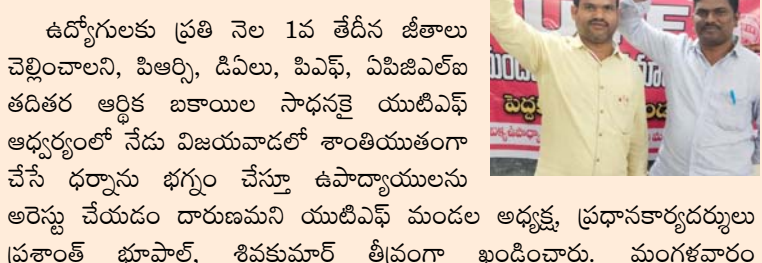 ఉద్యోగులకు ప్రతి నెల 1వ తేదీన జీతాలు
చెల్లించాలని, పిఆర్సి, డిఏలు, పిఎఫ్, ఏపిజిఎల్ఐ
తదితర ఆర్థిక బకాయిల సాధనకై యుటిఎఫ్
ఆధ్వర్యంలో నేడు విజయవాడలో శాంతియుతంగా
చేసే ధర్నాను భగ్నం చేస్తూ ఉపాద్యాయులను
అరెస్టు చేయడం దారుణమని యుటిఎఫ్ మండల అధ్యక్ష, ప్రధానకార్యదర్శులు
ప్రశాంత్ భూపాల్, శివకుమార్ తీవ్రంగా ఖండించారు. మంగళవారం